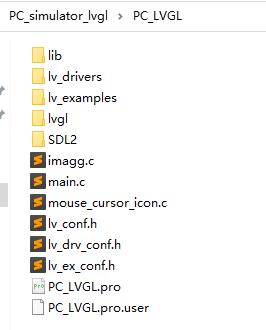 PC_simulator_lvgl > PC_LVGL
lib
lv_drivers
lv_examples
lvgl
SDL2
imagg.c
main.c
mouse_cursor_icon.c
lv_conf.h
lv_drv_conf.h
lv_ex_conf.h
PC_LVGL.pro
PC_LVGL.pro.user